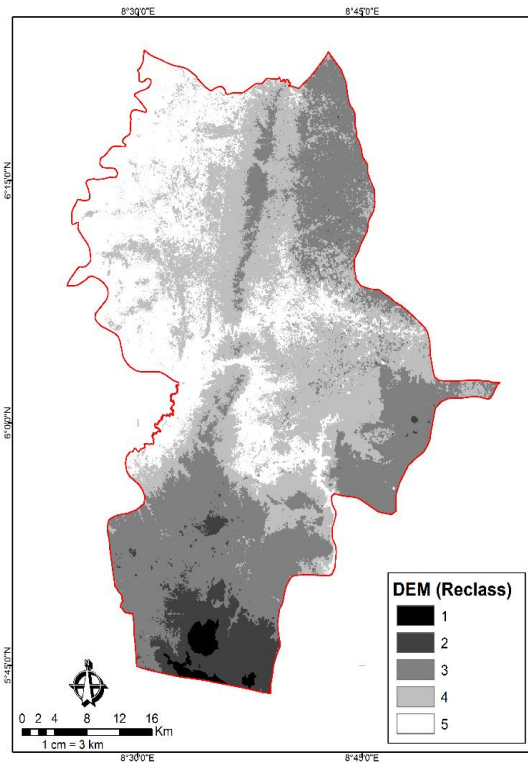 8°30'0"E 8°45'0"E
6°15'0"N
6°0'0"N
5°45'0"N
DEM (Reclass)
1
2
3
4
5
N
0 2 4 8 12 16
Km
1 cm = 3 km
8°30'0"E 8°45'0"E